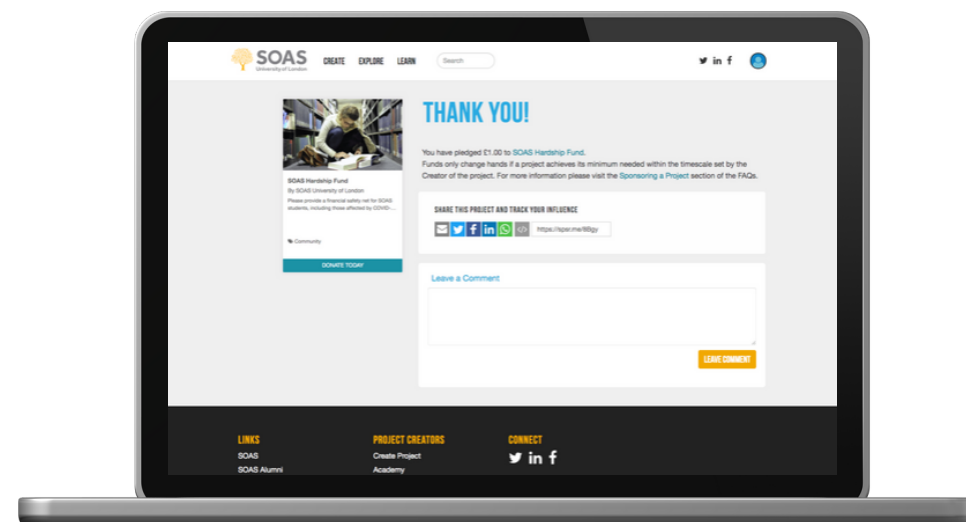 SOAS
University of London
CREATE EXPLORE LEARN
Search
SOAS Hardship Fund
By SOAS University of London
Please provide a financial safety net for SOAS
students, including those affected by COVID-...
Community
DONATE TODAY
THANK YOU!
You have pledged £1.00 to SOAS Hardship Fund.
Funds only change hands if a project achieves its minimum needed within the timescale set by the
Creator of the project. For more information please visit the Sponsoring a Project section of the FAQs.
SHARE THIS PROJECT AND TRACK YOUR INFLUENCE
Leave a Comment
LEAVE COMMENT
LINKS
SOAS
SOAS Alumni
PROJECT CREATORS
Create Project
Academy
CONNECT